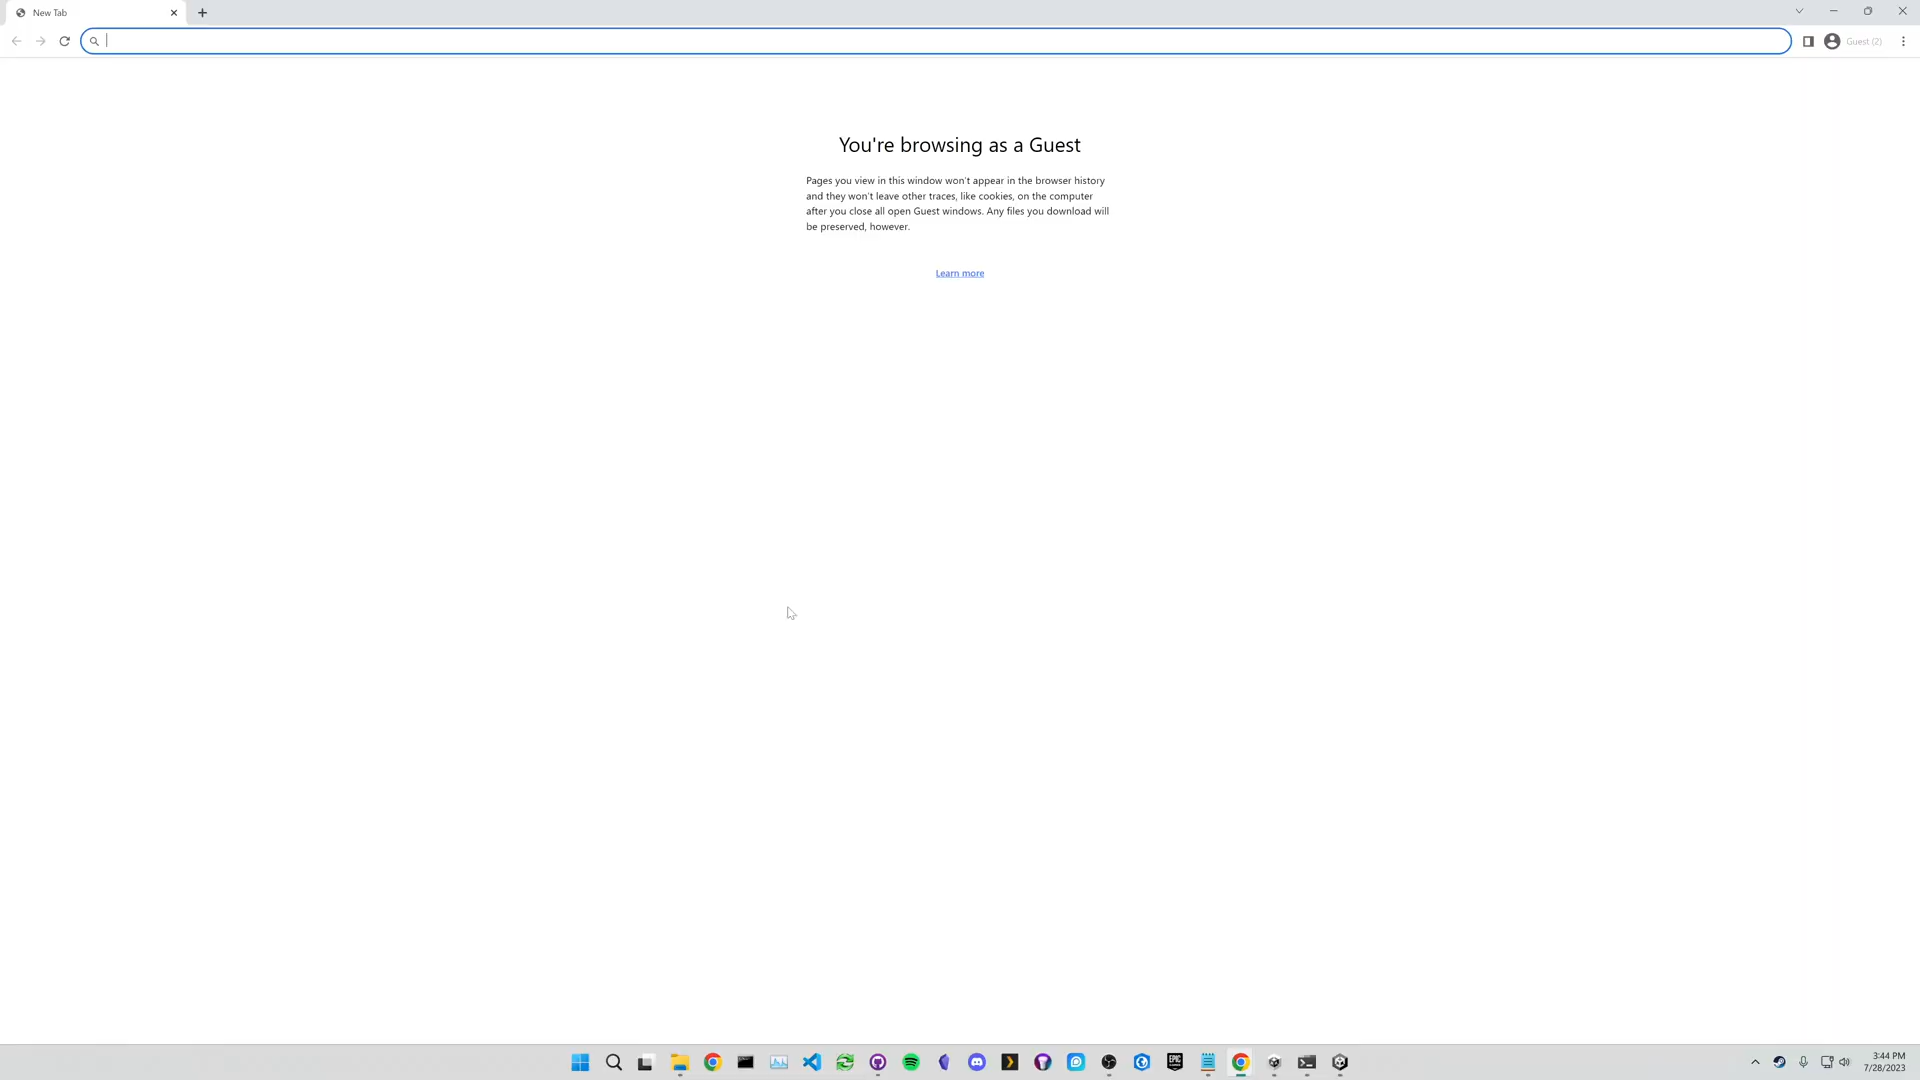 New Tab
Guest (2)
You're browsing as a Guest
Pages you view in this window won't appear in the browser history
and they won't leave other traces, like cookies, on the computer
after you close all open Guest windows. Any files you download will
be preserved, however.
Learn more
EPIC
3:44 PM
7/28/2023